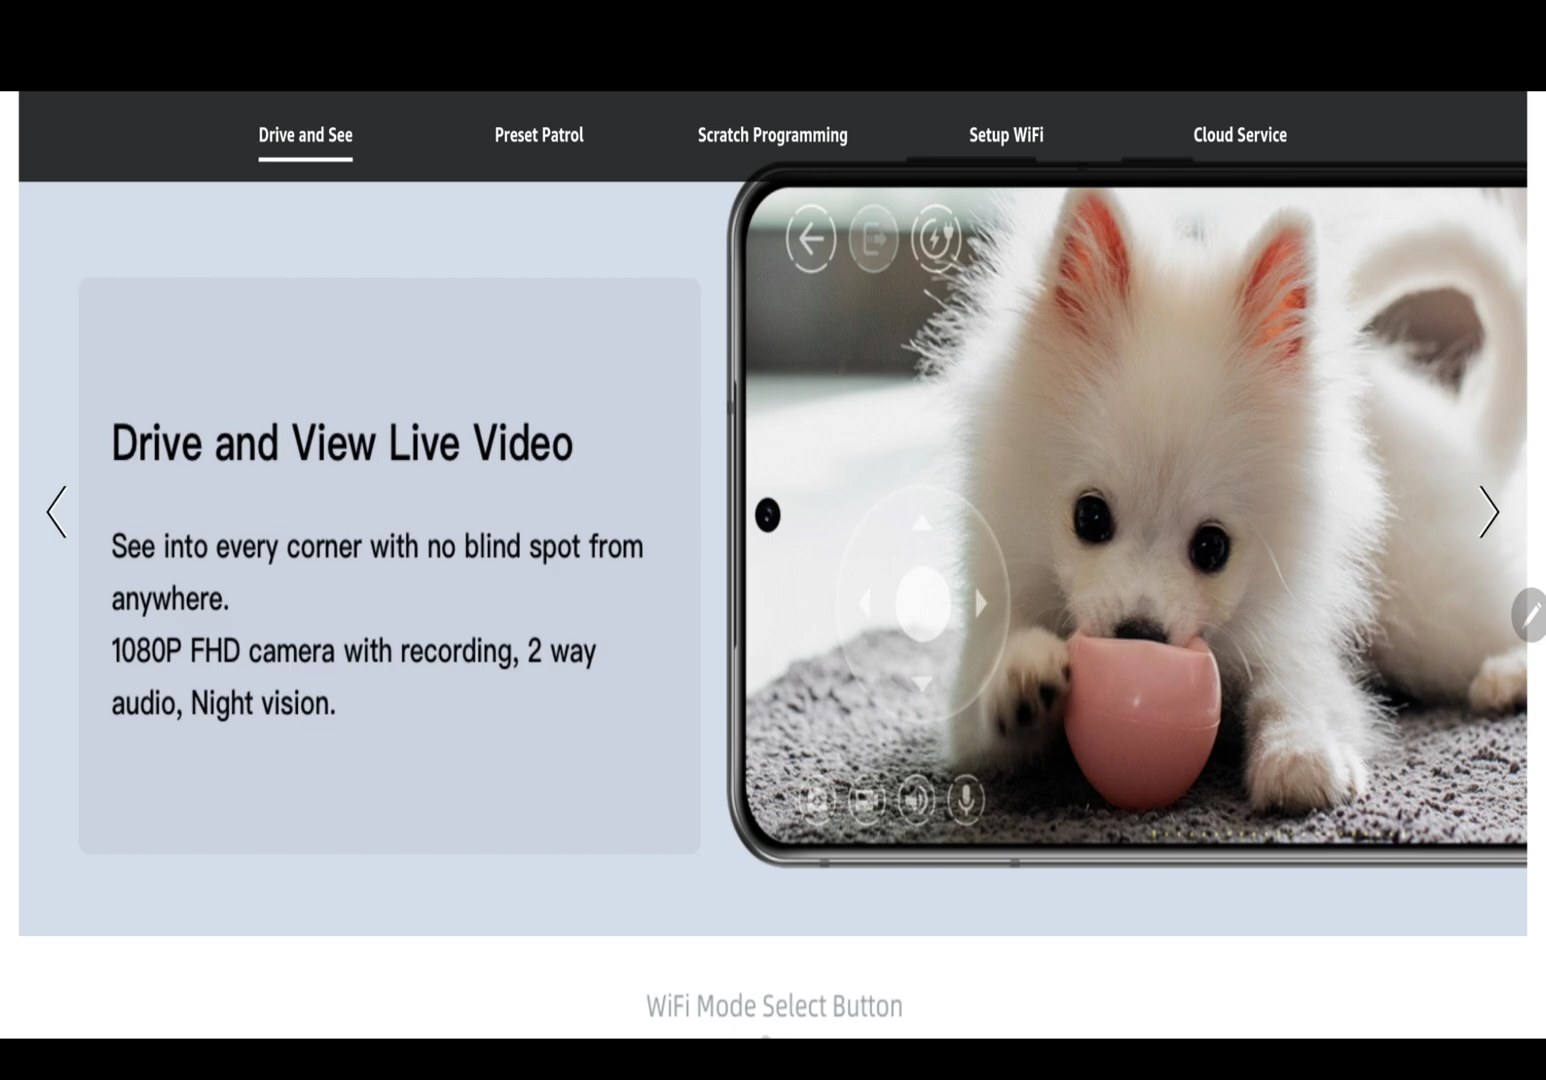 Drive and See
Preset Patrol
Scratch Programming
Setup WiFi
Cloud Service
Drive and View Live Video
See into every corner with no blind spot from
anywhere.
1080P FHD camera with recording, 2 way
audio, Night vision.
WiFi Mode Select Button